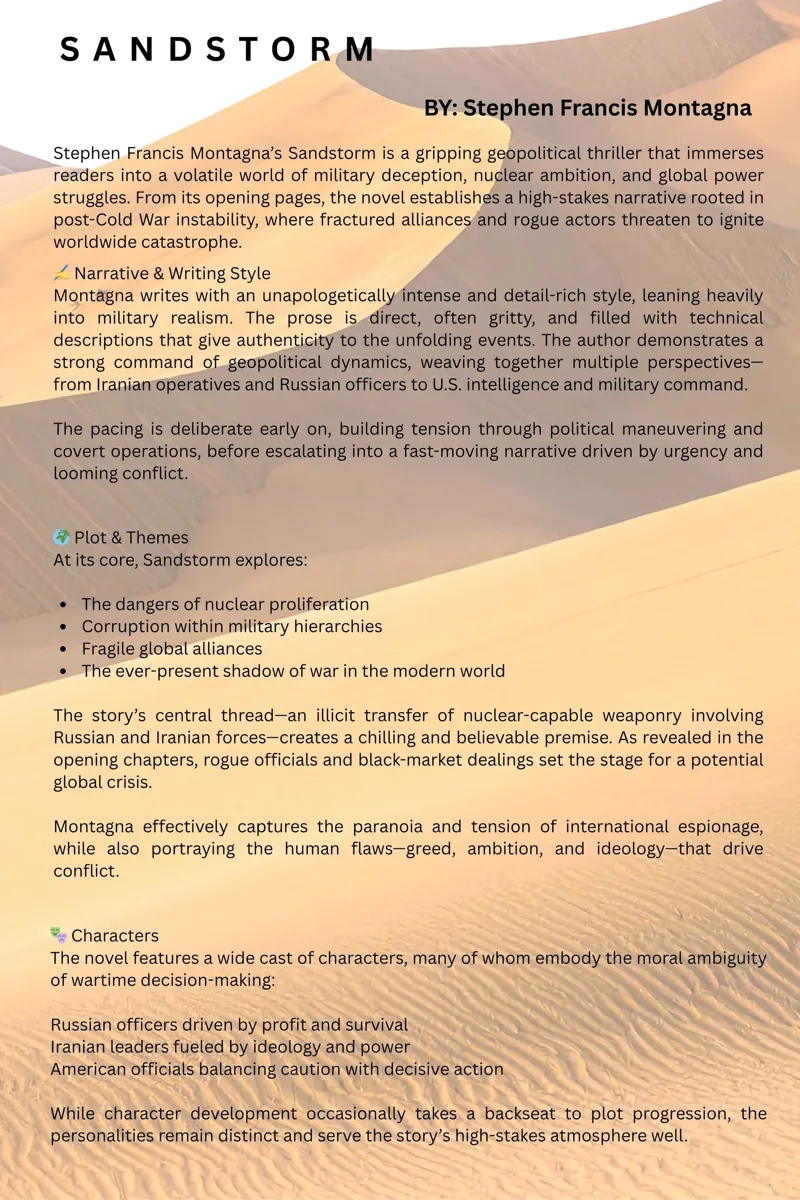 SANDSTORM
BY: Stephen Francis Montagna
Stephen Francis Montagna’s Sandstorm is a gripping geopolitical thriller that immerses
readers into a volatile world of military deception, nuclear ambition, and global power
struggles. From its opening pages, the novel establishes a high-stakes narrative rooted in
post-Cold War instability, where fractured alliances and rogue actors threaten to ignite
worldwide catastrophe.
✍️ Narrative & Writing Style
Montagna writes with an unapologetically intense and detail-rich style, leaning heavily
into military realism. The prose is direct, often gritty, and filled with technical
descriptions that give authenticity to the unfolding events. The author demonstrates a
strong command of geopolitical dynamics, weaving together multiple perspectives—
from Iranian operatives and Russian officers to U.S. intelligence and military command.
The pacing is deliberate early on, building tension through political maneuvering and
covert operations, before escalating into a fast-moving narrative driven by urgency and
looming conflict.
🌍 Plot & Themes
At its core, Sandstorm explores:
• The dangers of nuclear proliferation
• Corruption within military hierarchies
• Fragile global alliances
• The ever-present shadow of war in the modern world
The story’s central thread—an illicit transfer of nuclear-capable weaponry involving
Russian and Iranian forces—creates a chilling and believable premise. As revealed in the
opening chapters, rogue officials and black-market dealings set the stage for a potential
global crisis.
Montagna effectively captures the paranoia and tension of international espionage,
while also portraying the human flaws—greed, ambition, and ideology—that drive
conflict.
🎭 Characters
The novel features a wide cast of characters, many of whom embody the moral ambiguity
of wartime decision-making:
Russian officers driven by profit and survival
Iranian leaders fueled by ideology and power
American officials balancing caution with decisive action
While character development occasionally takes a backseat to plot progression, the
personalities remain distinct and serve the story’s high-stakes atmosphere well.